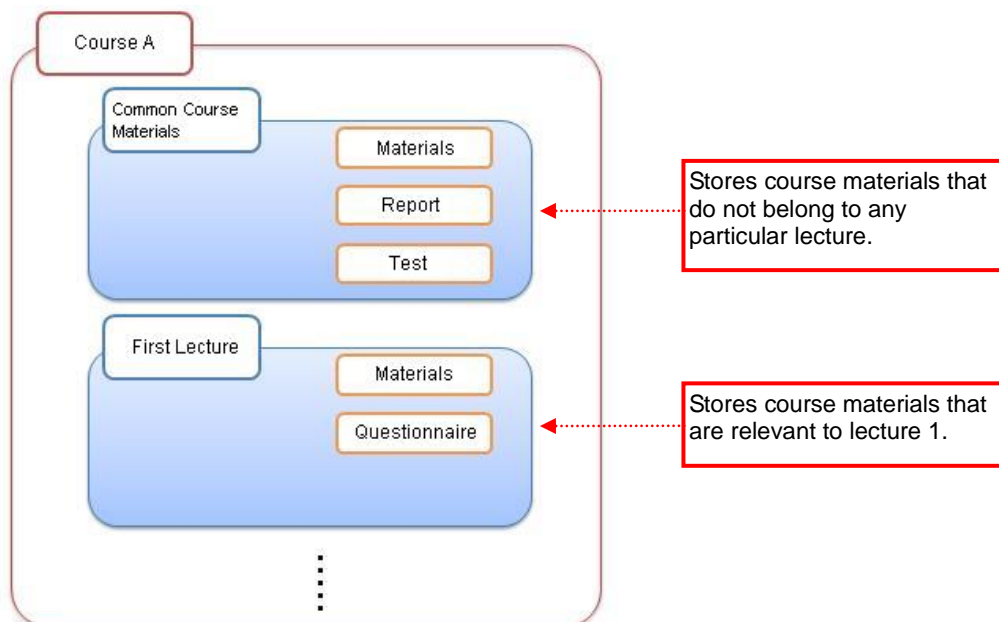 Course A
Common Course
Materials
Materials
Report
Test
Stores course materials that
do not belong to any
particular lecture.
First Lecture
Materials
Questionnaire
Stores course materials that
are relevant to lecture 1.